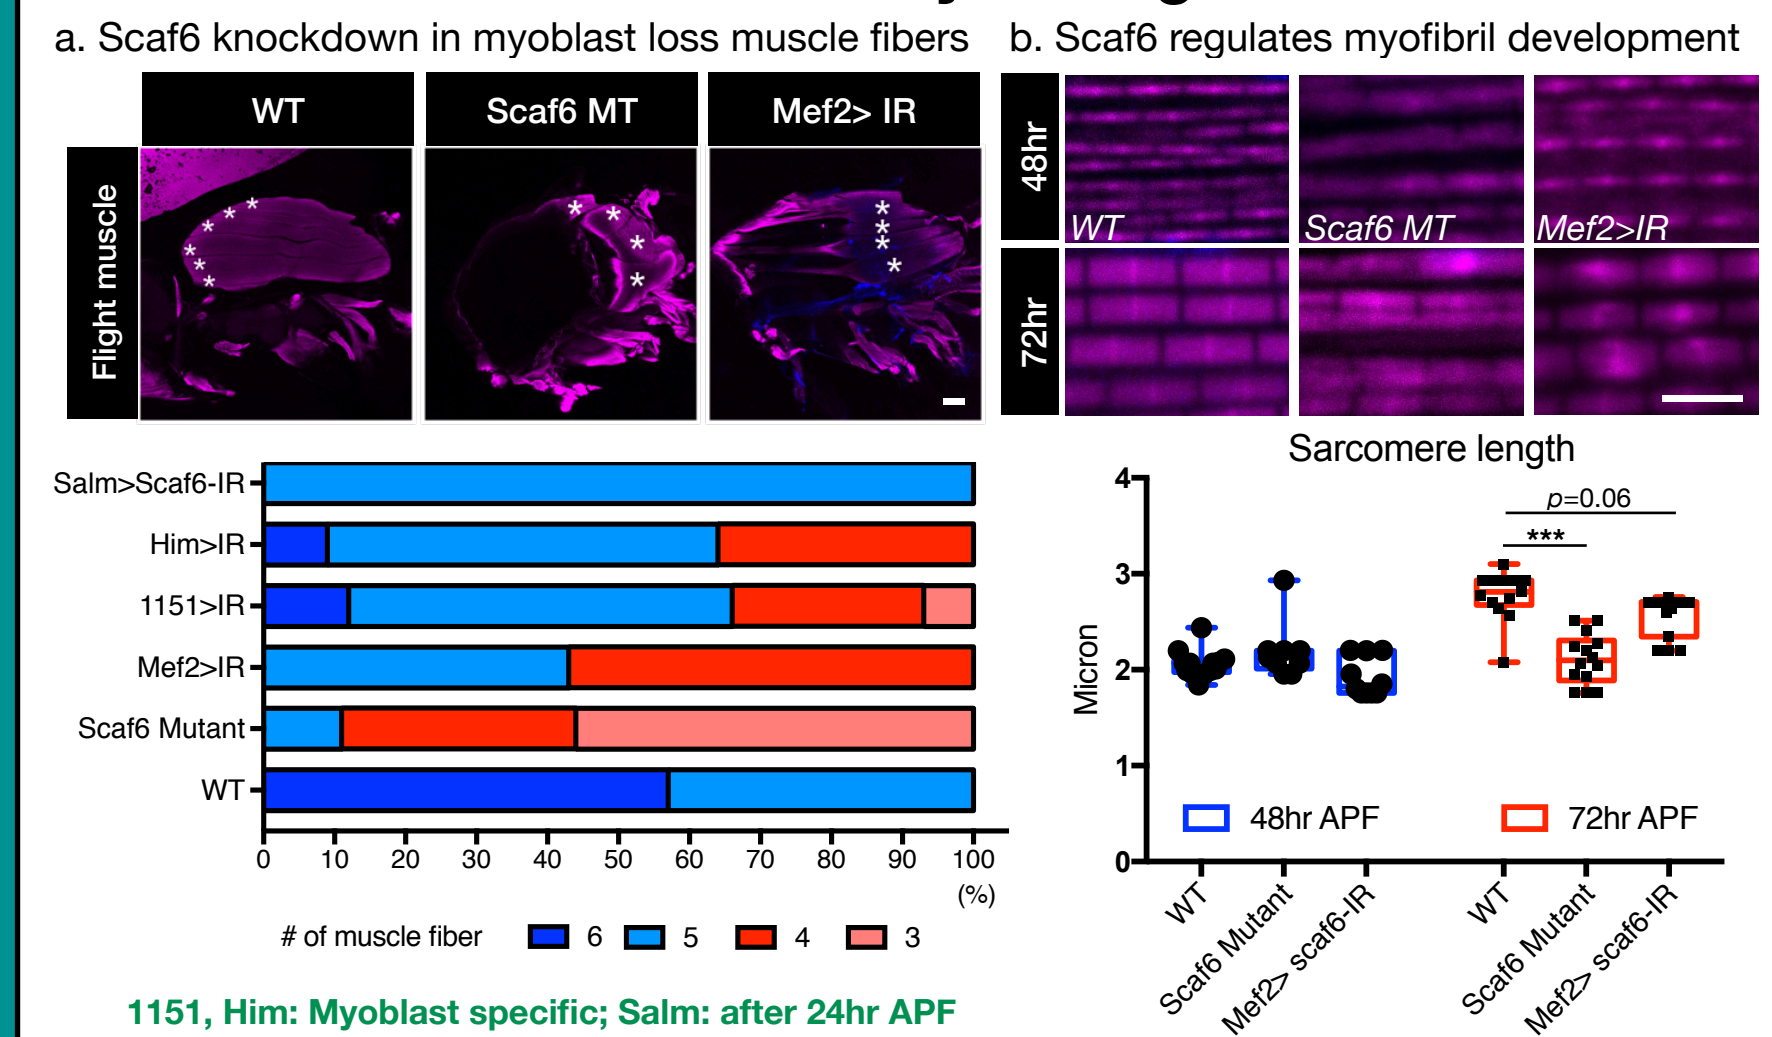 a. Scaf6 knockdown in myoblast loss muscle fibers
WT
Scaf6 MT
Mef2> IR
Flight muscle
* * * * * *
* * * *
* * * *
Salm>Scaf6-IR
Him>IR
1151>IR
Mef2>IR
Scaf6 Mutant
WT
0 10 20 30 40 50 60 70 80 90 100
(%)
# of muscle fiber 6 5 4 3
1151, Him: Myoblast specific; Salm: after 24hr APF
b. Scaf6 regulates myofibril development
48hr
WT
Scaf6 MT
Mef2>IR
72hr
Sarcomere length
p=0.06
***
Micron
4
3
2
1
0
48hr APF
72hr APF
WT
Scaf6 Mutant
Mef2> scaf6-IR
WT
Scaf6 Mutant
Mef2> scaf6-IR